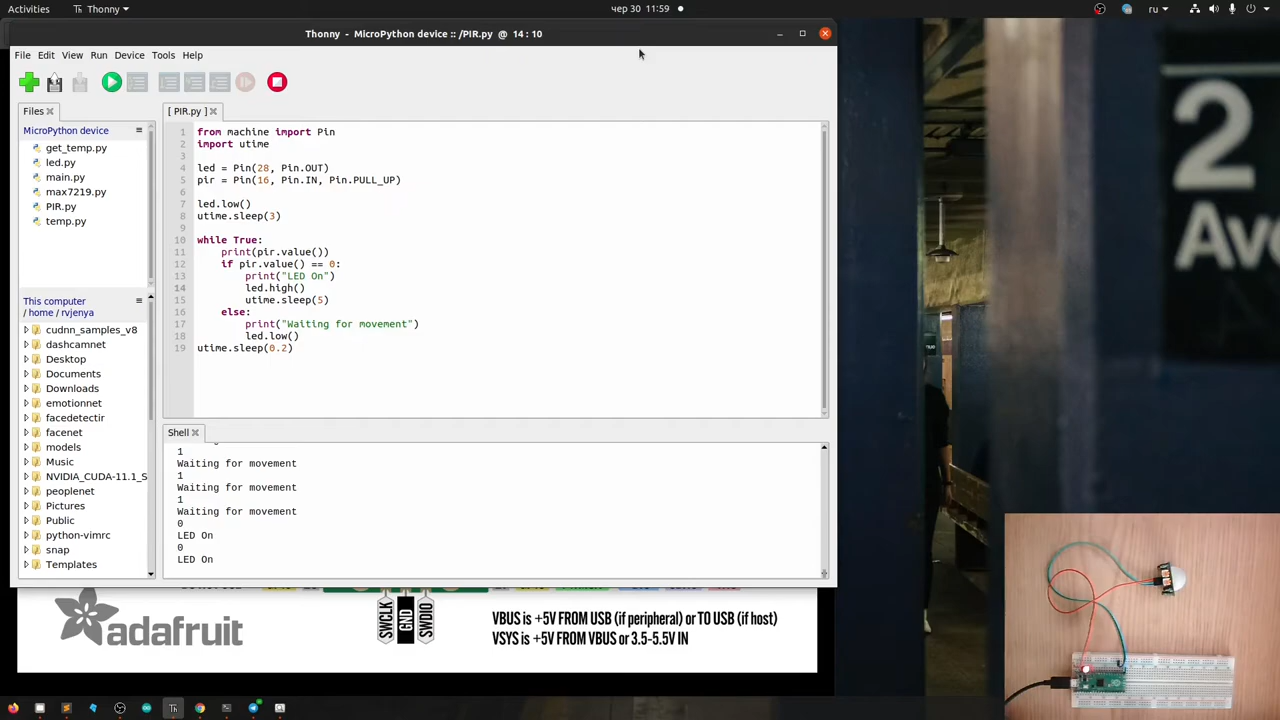 Activities
Thonny
чер 30 11:59
ru
Thonny - MicroPython device :: /PIR.py @ 14 : 10
File Edit View Run Device Tools Help
Files
MicroPython device
get_temp.py
led.py
main.py
max7219.py
PIR.py
temp.py
This computer
/ home / rvjenya
cudnn_samples_v8
dashcamnet
Desktop
Documents
Downloads
emotionnet
facedetectir
facenet
models
Music
NVIDIA_CUDA-11.1_S
peoplenet
Pictures
Public
python-vimrc
snap
Templates
[ PIR.py ]
1 from machine import Pin
2 import utime
3
4 led = Pin(28, Pin.OUT)
5 pir = Pin(16, Pin.IN, Pin.PULL_UP)
6
7 led.low()
8 utime.sleep(3)
9
10 while True:
11 print(pir.value())
12 if pir.value() == 0:
13 print("LED On")
14 led.high()
15 utime.sleep(5)
16 else:
17 print("Waiting for movement")
18 led.low()
19 utime.sleep(0.2)
Shell
1
Waiting for movement
1
Waiting for movement
1
Waiting for movement
0
LED On
0
LED On
adafruit
SWCLK
GND
SWDIO
VBUS is +5V FROM USB (if peripheral) or TO USB (if host)
VSYS is +5V FROM VBUS or 3.5-5.5V IN
2
Ave